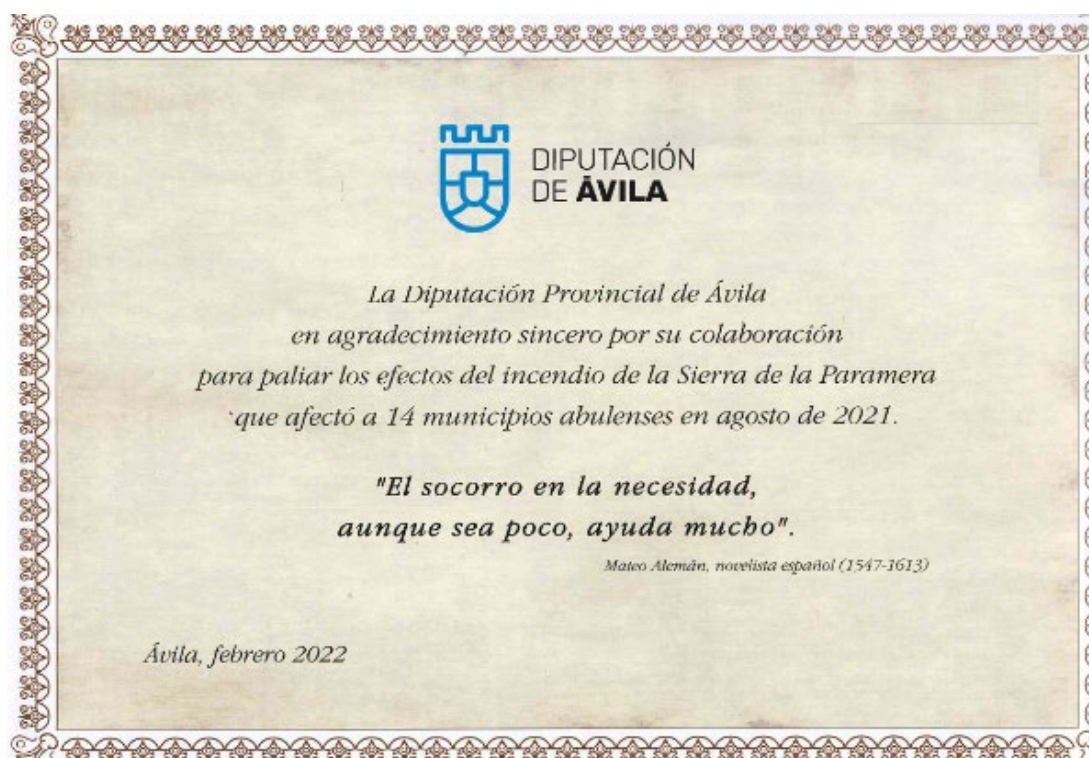 DIPUTACIÓN
DE ÁVILA
La Diputación Provincial de Ávila
en agradecimiento sincero por su colaboración
para paliar los efectos del incendio de la Sierra de la Paramera
que afectó a 14 municipios abulenses en agosto de 2021.
"El socorro en la necesidad,
aunque sea poco, ayuda mucho".
Mateo Alemán, novelista español (1547-1613)
Ávila, febrero 2022